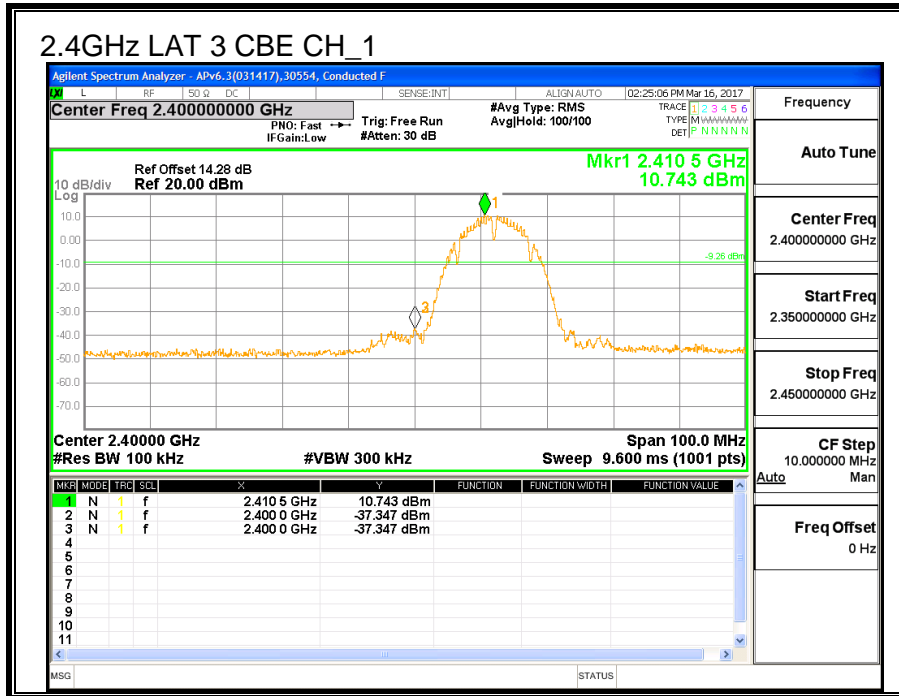 2.4GHz LAT 3 CBE CH_1
Agilent Spectrum Analyzer - APv6.3(031417),30554, Conducted F
LXI L RF 50 Ω DC SENSE:INT ALIGN AUTO 02:25:06 PM Mar 16, 2017
Center Freq 2.400000000 GHz
PNO: Fast
IFGain:Low
Trig: Free Run
#Atten: 30 dB
#Avg Type: RMS
Avg|Hold: 100/100
TRACE 1 2 3 4 5 6
TYPE M WWWWW
DET P N N N N N
Mkr1 2.410 5 GHz
10.743 dBm
Ref Offset 14.28 dB
10 dB/div Ref 20.00 dBm
Log
10.0
0.00
-10.0
-20.0
-30.0
-40.0
-50.0
-60.0
-70.0
1
-9.26 dBm
3
Center 2.40000 GHz Span 100.0 MHz
#Res BW 100 kHz #VBW 300 kHz Sweep 9.600 ms (1001 pts)
MKR MODE TRC SCL X Y FUNCTION FUNCTION WIDTH FUNCTION VALUE
1 N 1 f 2.410 5 GHz 10.743 dBm
2 N 1 f 2.400 0 GHz -37.347 dBm
3 N 1 f 2.400 0 GHz -37.347 dBm
4
5
6
7
8
9
10
11
MSG STATUS
Frequency
Auto Tune
Center Freq
2.400000000 GHz
Start Freq
2.350000000 GHz
Stop Freq
2.450000000 GHz
CF Step
10.000000 MHz
Auto Man
Freq Offset
0 Hz